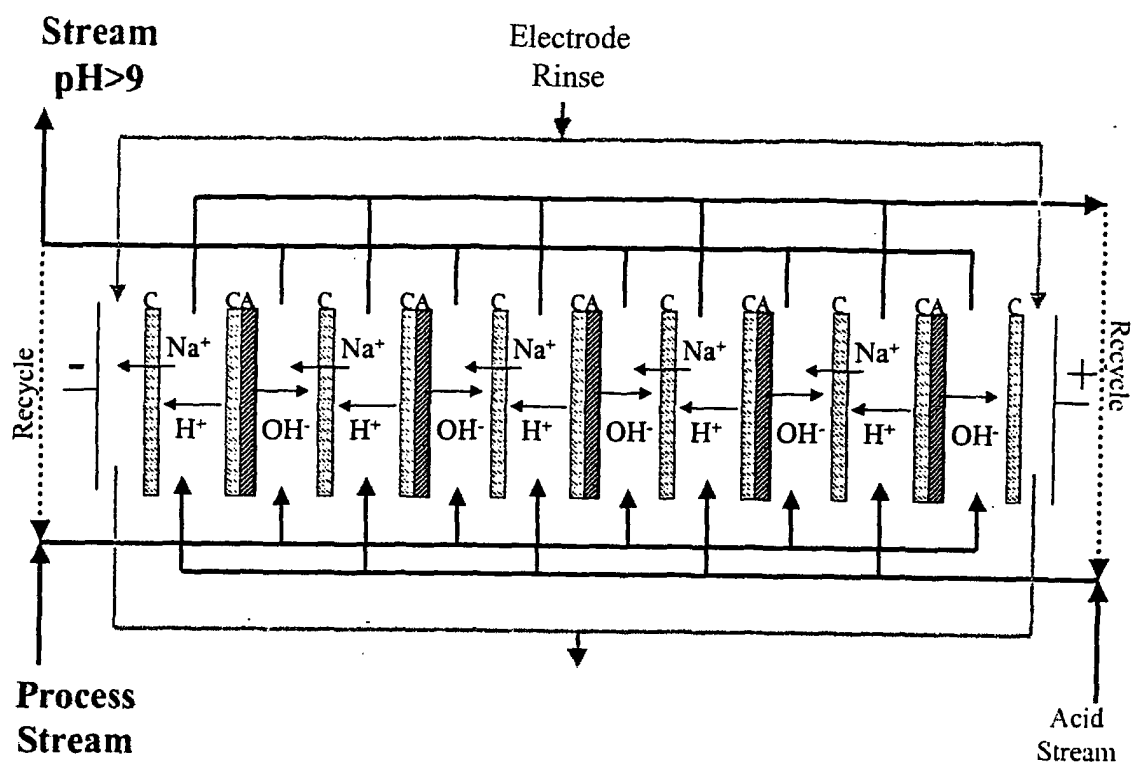 Stream
pH>9
Electrode
Rinse
C CA C CA C CA C CA C CA C
Na⁺ Na⁺ Na⁺ Na⁺ Na⁺
- +
Recycle
Recycle
H⁺ OH⁻ H⁺ OH⁻ H⁺ OH⁻ H⁺ OH⁻ H⁺ OH⁻
Process
Stream
Acid
Stream